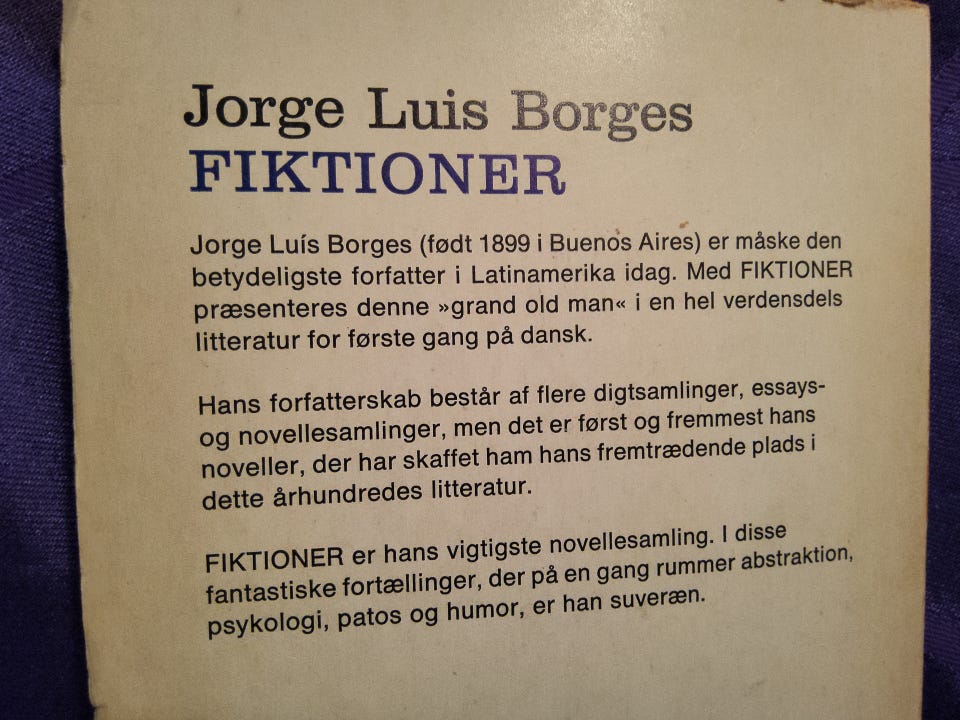 Jorge Luis Borges
FIKTIONER
Jorge Luís Borges (født 1899 i Buenos Aires) er måske den
betydeligste forfatter i Latinamerika idag. Med FIKTIONER
præsenteres denne »grand old man« i en hel verdensdels
litteratur for første gang på dansk.
Hans forfatterskab består af flere digtsamlinger, essays-
og novellesamlinger, men det er først og fremmest hans
noveller, der har skaffet ham hans fremtrædende plads i
dette århundredes litteratur.
FIKTIONER er hans vigtigste novellesamling. I disse
fantastiske fortællinger, der på en gang rummer abstraktion,
psykologi, patos og humor, er han suveræn.